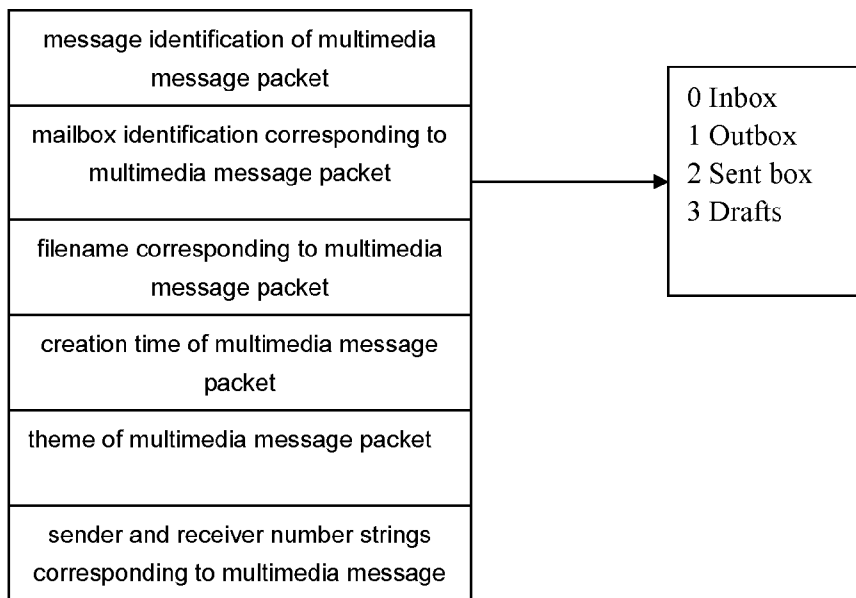 message identification of multimedia
message packet
mailbox identification corresponding to
multimedia message packet
filename corresponding to multimedia
message packet
creation time of multimedia message
packet
theme of multimedia message packet
sender and receiver number strings
corresponding to multimedia message
0 Inbox
1 Outbox
2 Sent box
3 Drafts